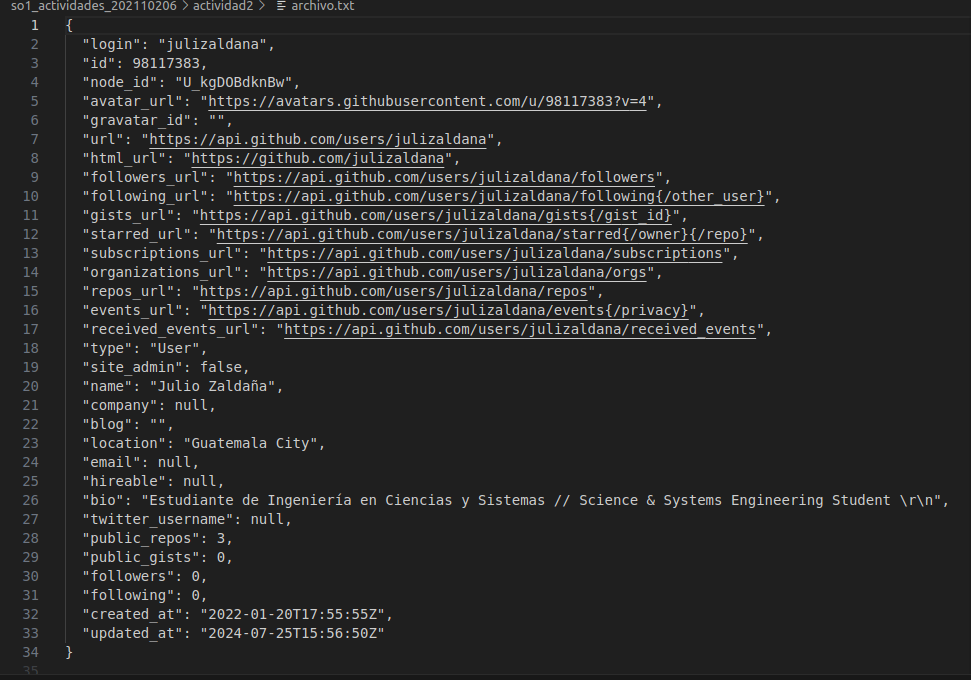 so1_actividades_202110206 > actividad2 > archivo.txt
1 {
2 "login": "julizaldana",
3 "id": 98117383,
4 "node_id": "U_kgDOBdknBw",
5 "avatar_url": "https://avatars.githubusercontent.com/u/98117383?v=4",
6 "gravatar_id": "",
7 "url": "https://api.github.com/users/julizaldana",
8 "html_url": "https://github.com/julizaldana",
9 "followers_url": "https://api.github.com/users/julizaldana/followers",
10 "following_url": "https://api.github.com/users/julizaldana/following{/other_user}",
11 "gists_url": "https://api.github.com/users/julizaldana/gists{/gist_id}",
12 "starred_url": "https://api.github.com/users/julizaldana/starred{/owner}{/repo}",
13 "subscriptions_url": "https://api.github.com/users/julizaldana/subscriptions",
14 "organizations_url": "https://api.github.com/users/julizaldana/orgs",
15 "repos_url": "https://api.github.com/users/julizaldana/repos",
16 "events_url": "https://api.github.com/users/julizaldana/events{/privacy}",
17 "received_events_url": "https://api.github.com/users/julizaldana/received_events",
18 "type": "User",
19 "site_admin": false,
20 "name": "Julio Zaldaña",
21 "company": null,
22 "blog": "",
23 "location": "Guatemala City",
24 "email": null,
25 "hireable": null,
26 "bio": "Estudiante de Ingeniería en Ciencias y Sistemas // Science & Systems Engineering Student \r\n",
27 "twitter_username": null,
28 "public_repos": 3,
29 "public_gists": 0,
30 "followers": 0,
31 "following": 0,
32 "created_at": "2022-01-20T17:55:55Z",
33 "updated_at": "2024-07-25T15:56:50Z"
34 }
35